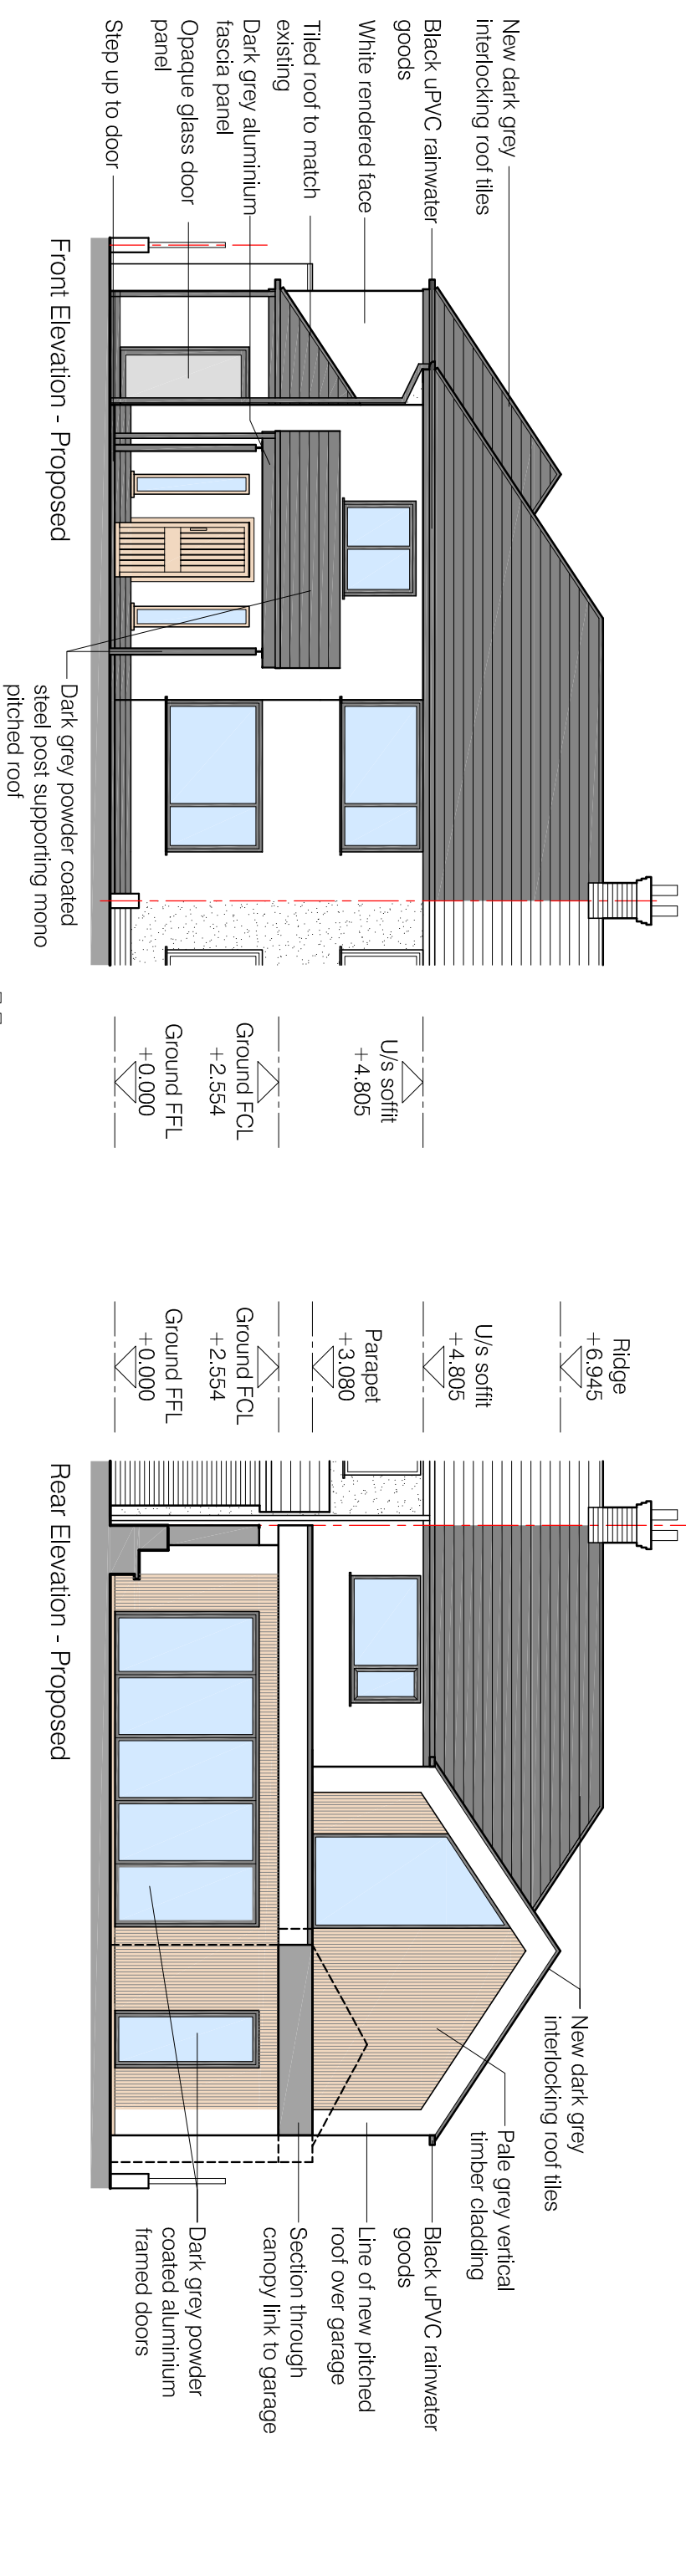 New dark grey
interlocking roof tiles
Black uPVC rainwater
goods
White rendered face
Tiled roof to match
existing
Dark grey aluminium
fascia panel
Opaque glass door
panel
Step up to door
Front Elevation - Proposed
Dark grey powder coated
steel post supporting mono
pitched roof
U/s soffit
+4.805
Ground FCL
+2.554
Ground FFL
+0.000
Ridge
+6.945
U/s soffit
+4.805
Parapet
+3.080
Ground FCL
+2.554
Ground FFL
+0.000
Rear Elevation - Proposed
New dark grey
interlocking roof tiles
Pale grey vertical
timber cladding
Black uPVC rainwater
goods
Line of new pitched
roof over garage
Section through
canopy link to garage
Dark grey powder
coated aluminium
framed doors